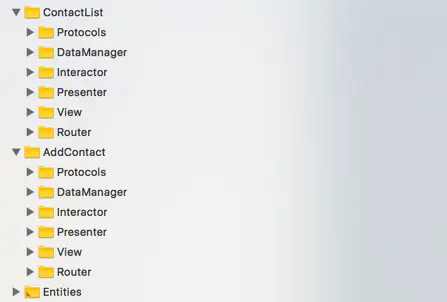 ContactList
Protocols
DataManager
Interactor
Presenter
View
Router
AddContact
Protocols
DataManager
Interactor
Presenter
View
Router
Entities